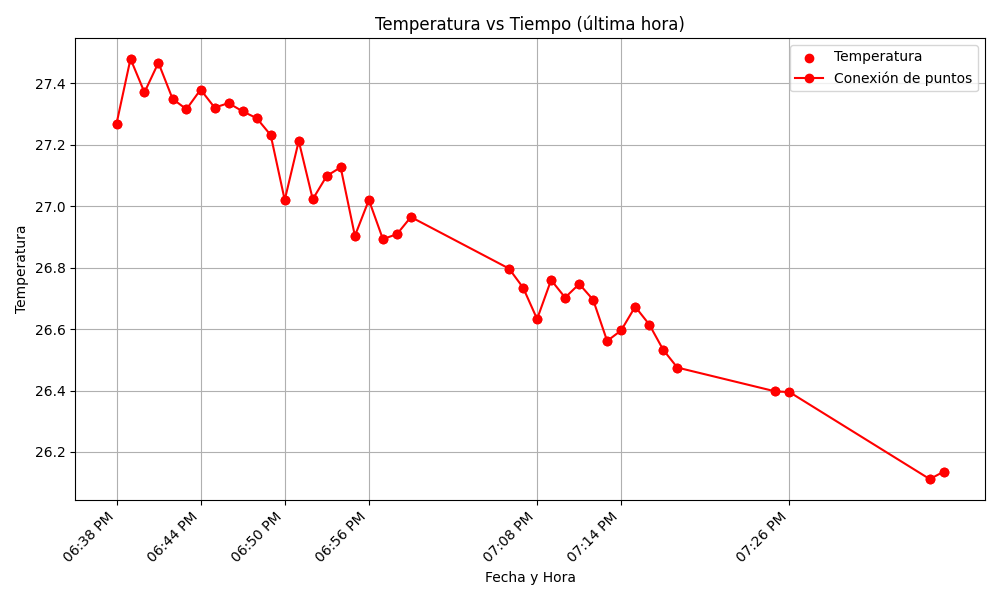 Temperatura vs Tiempo (última hora)
Temperatura
Conexión de puntos
Temperatura
27.4
27.2
27.0
26.8
26.6
26.4
26.2
06:38 PM
06:44 PM
06:50 PM
06:56 PM
07:08 PM
07:14 PM
07:26 PM
Fecha y Hora